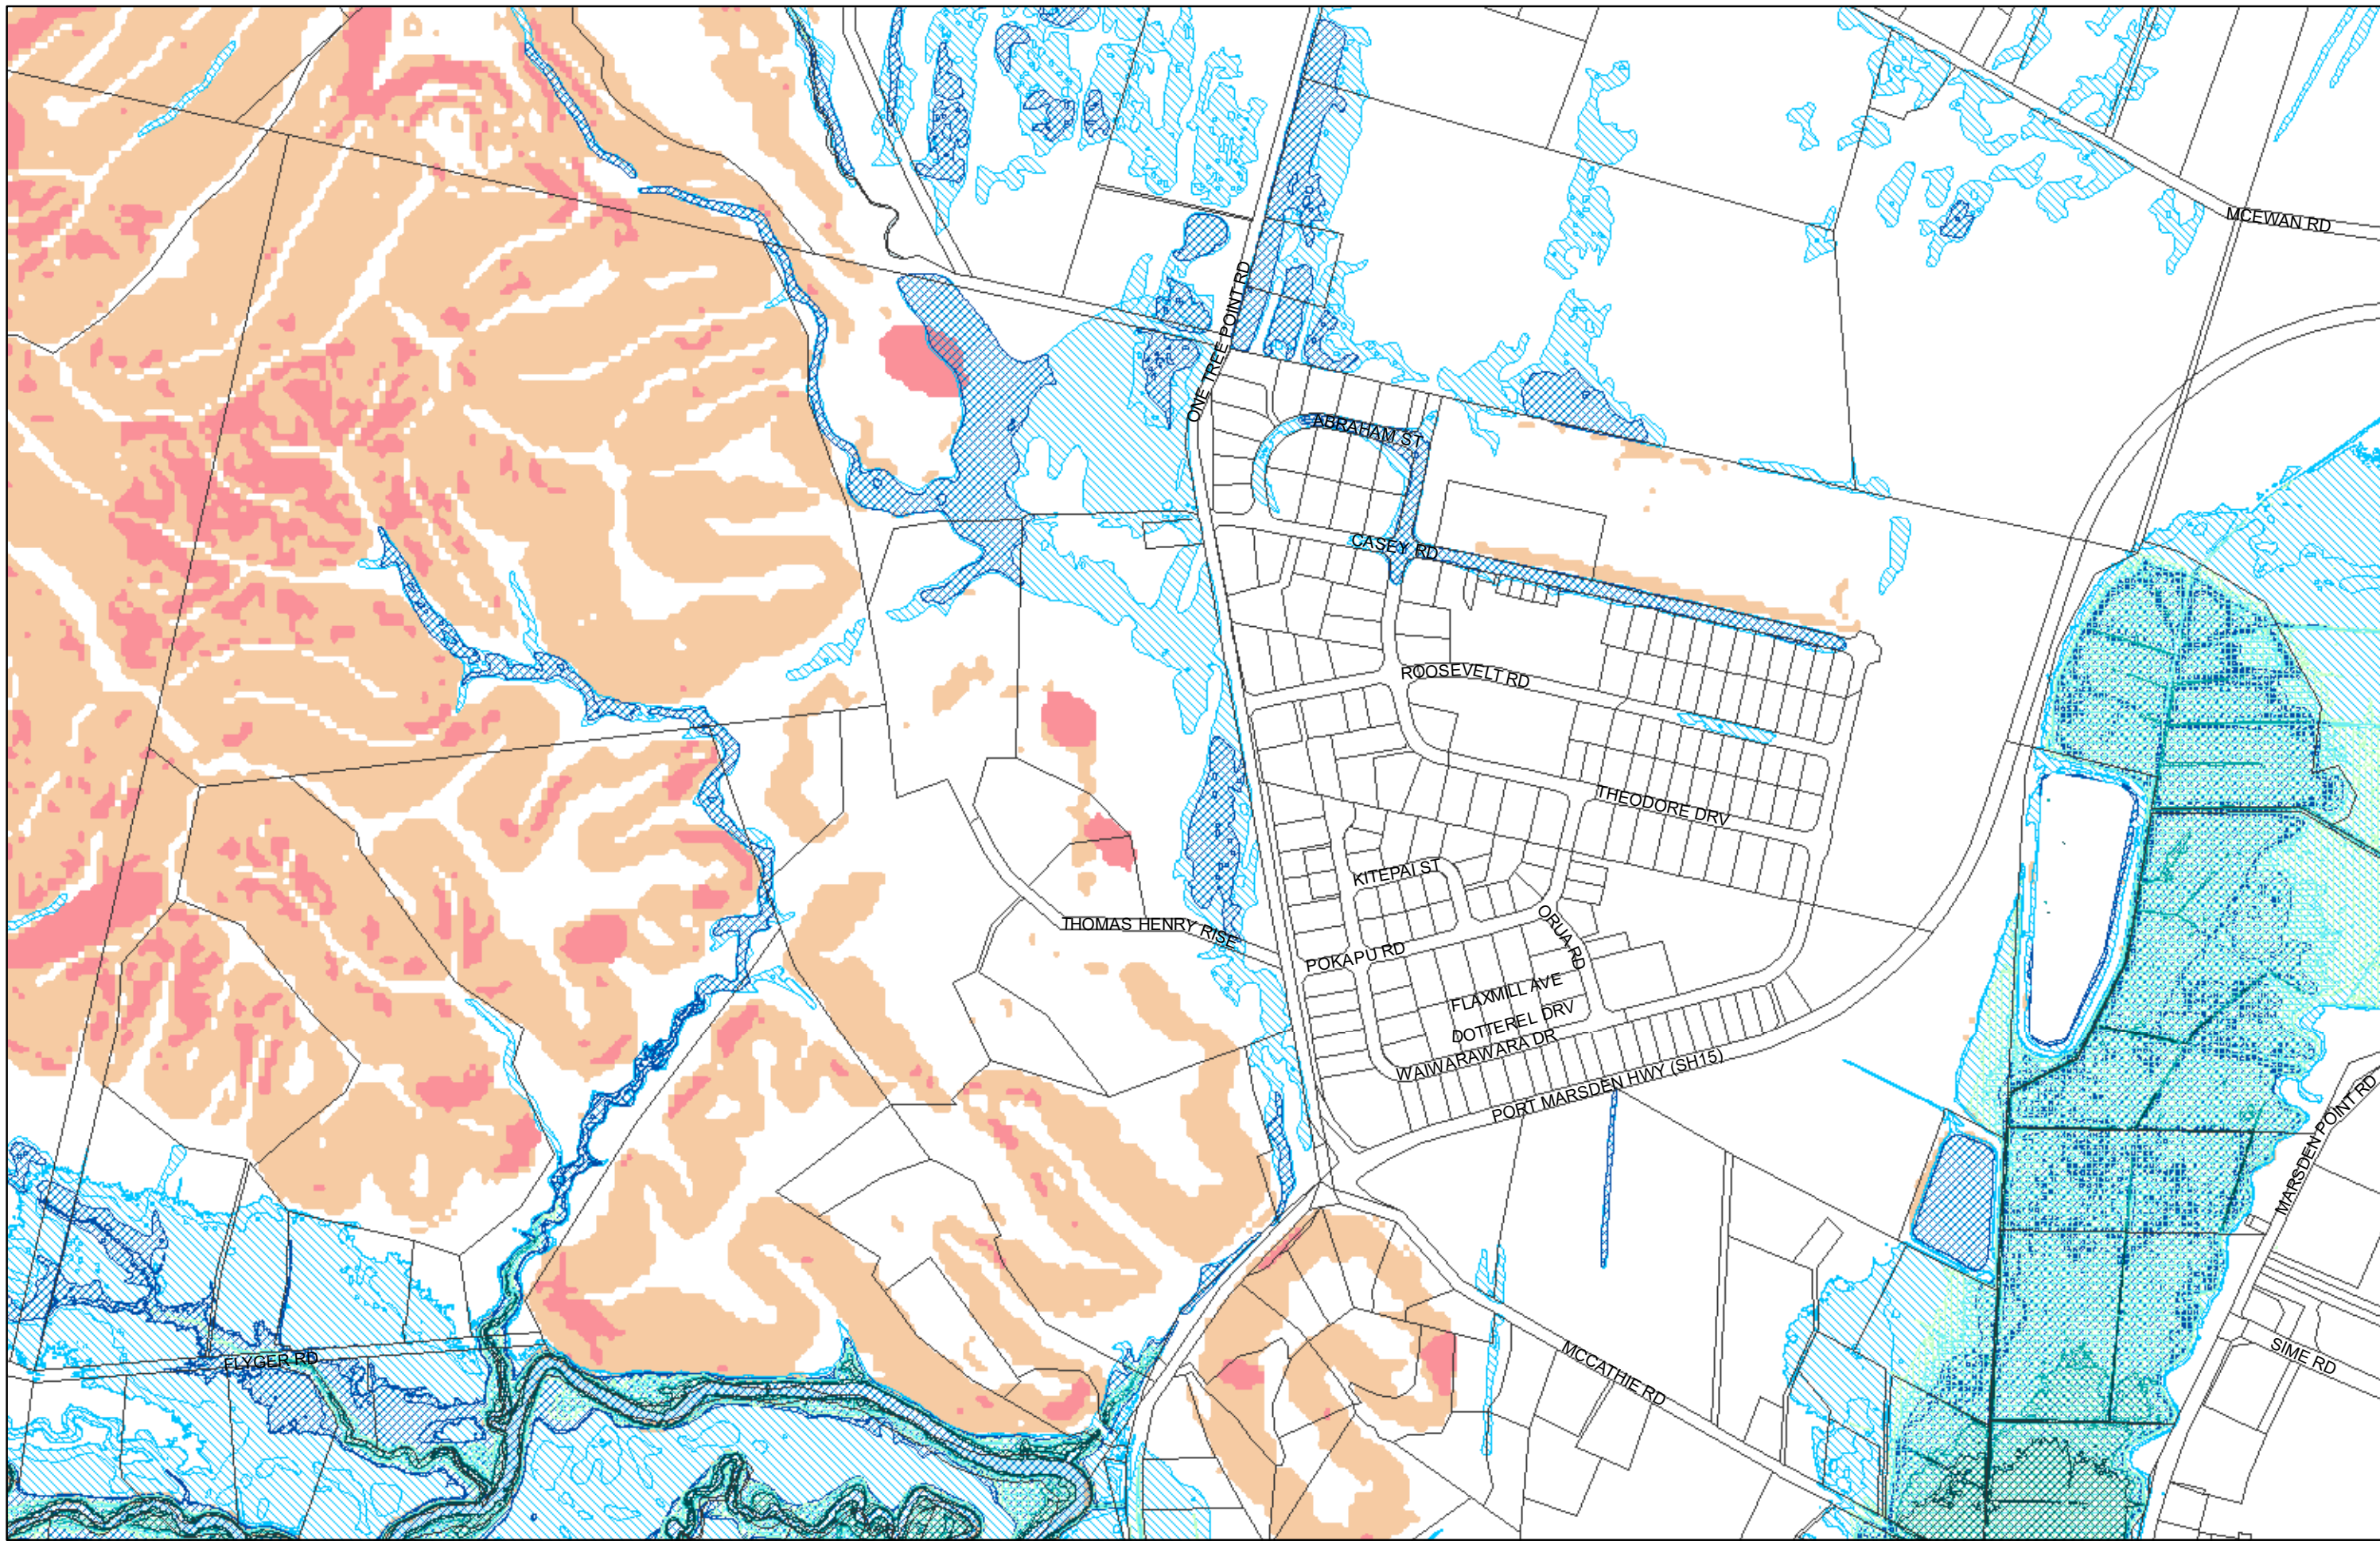 MCEWAN RD
ONE TREE POINT RD
ABRAHAM ST
CASEY RD
ROOSEVELT RD
THEODORE DRV
KITEPAI ST
THOMAS HENRY RISE
ORUA RD
POKAPU RD
FLAXMILL AVE
DOTTEREL DRV
WAIWARAWARA DR
PORT MARSDEN HWY (SH15)
MARSDEN POINT RD
FLYGER RD
MCCATHIE RD
SIME RD